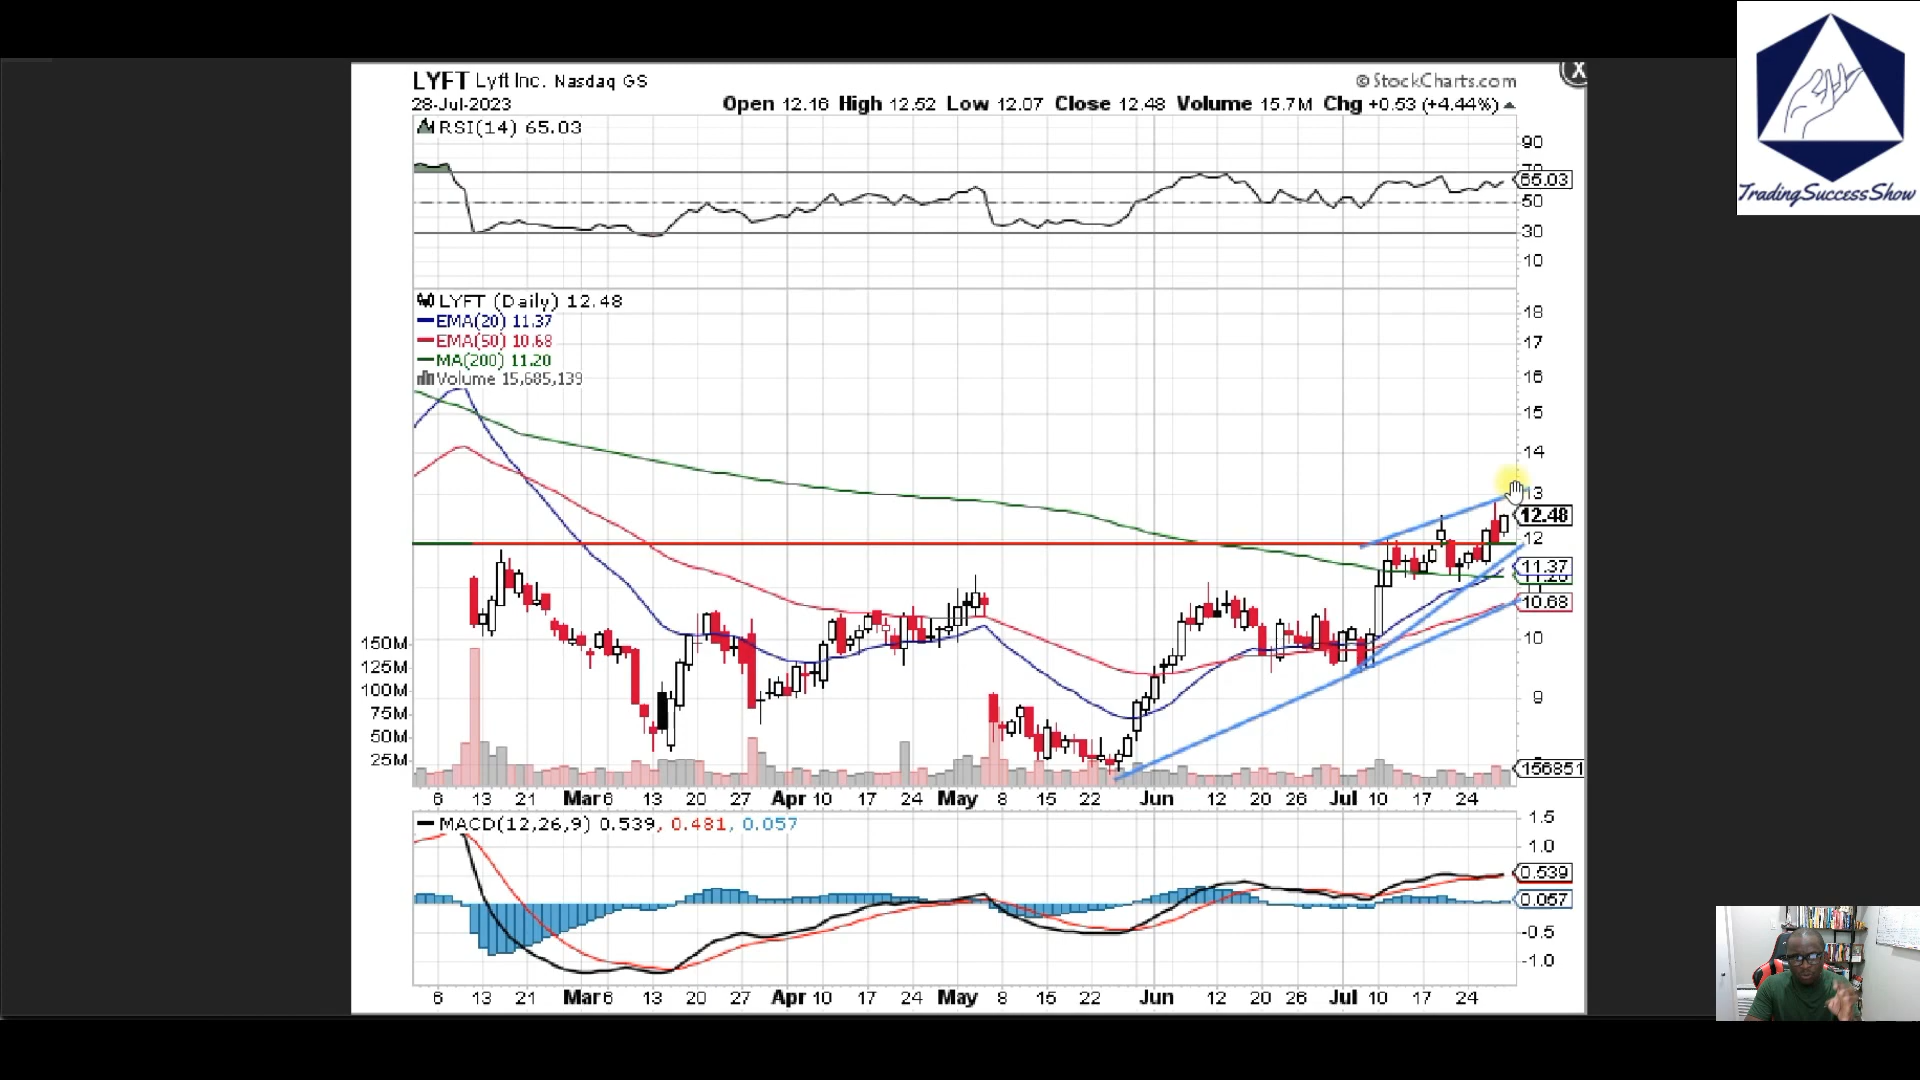 LYFT Lyft Inc. Nasdaq GS
© StockCharts.com
X
28-Jul-2023
Open 12.16 High 12.52 Low 12.07 Close 12.48 Volume 15.7M Chg +0.53 (+4.44%)
RSI(14) 65.03
90
70
65.03
50
30
10
TradingSuccessShow
LYFT (Daily) 12.48
EMA(20) 11.37
EMA(50) 10.68
MA(200) 11.20
Volume 15,685,139
18
17
16
15
14
13
12.48
12
11.37
11.20
11
10.68
10
9
150M
125M
100M
75M
50M
25M
156851
6 13 21 Mar 6 13 20 27 Apr 10 17 24 May 8 15 22 Jun 12 20 26 Jul 10 17 24
MACD(12,26,9) 0.539, 0.481, 0.057
1.5
1.0
0.539
0.057
-0.5
-1.0
6 13 21 Mar 6 13 20 27 Apr 10 17 24 May 8 15 22 Jun 12 20 26 Jul 10 17 24